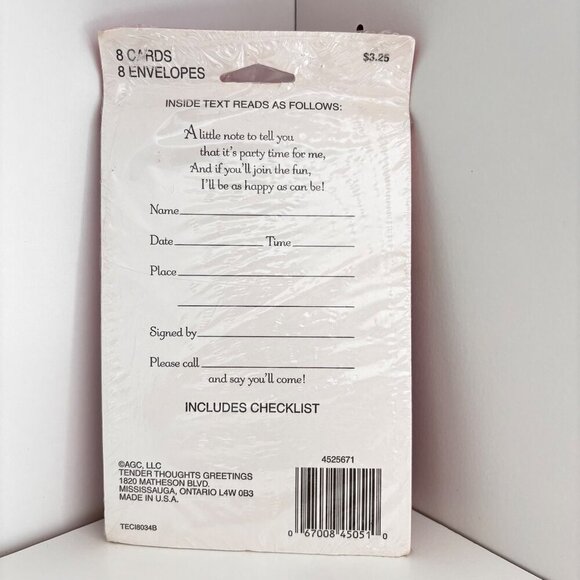 8 CARDS
8 ENVELOPES
$3.25
INSIDE TEXT READS AS FOLLOWS:
A little note to tell you
that it's party time for me,
And if you'll join the fun,
I'll be as happy as can be!
Name
Date Time
Place
Signed by
Please call
and say you'll come!
INCLUDES CHECKLIST
©AGC, LLC
TENDER THOUGHTS GREETINGS
1820 MATHESON BLVD.
MISSISSAUGA, ONTARIO L4W 0B3
MADE IN U.S.A.
TECI8034B
4525671
0 67008 45051 0